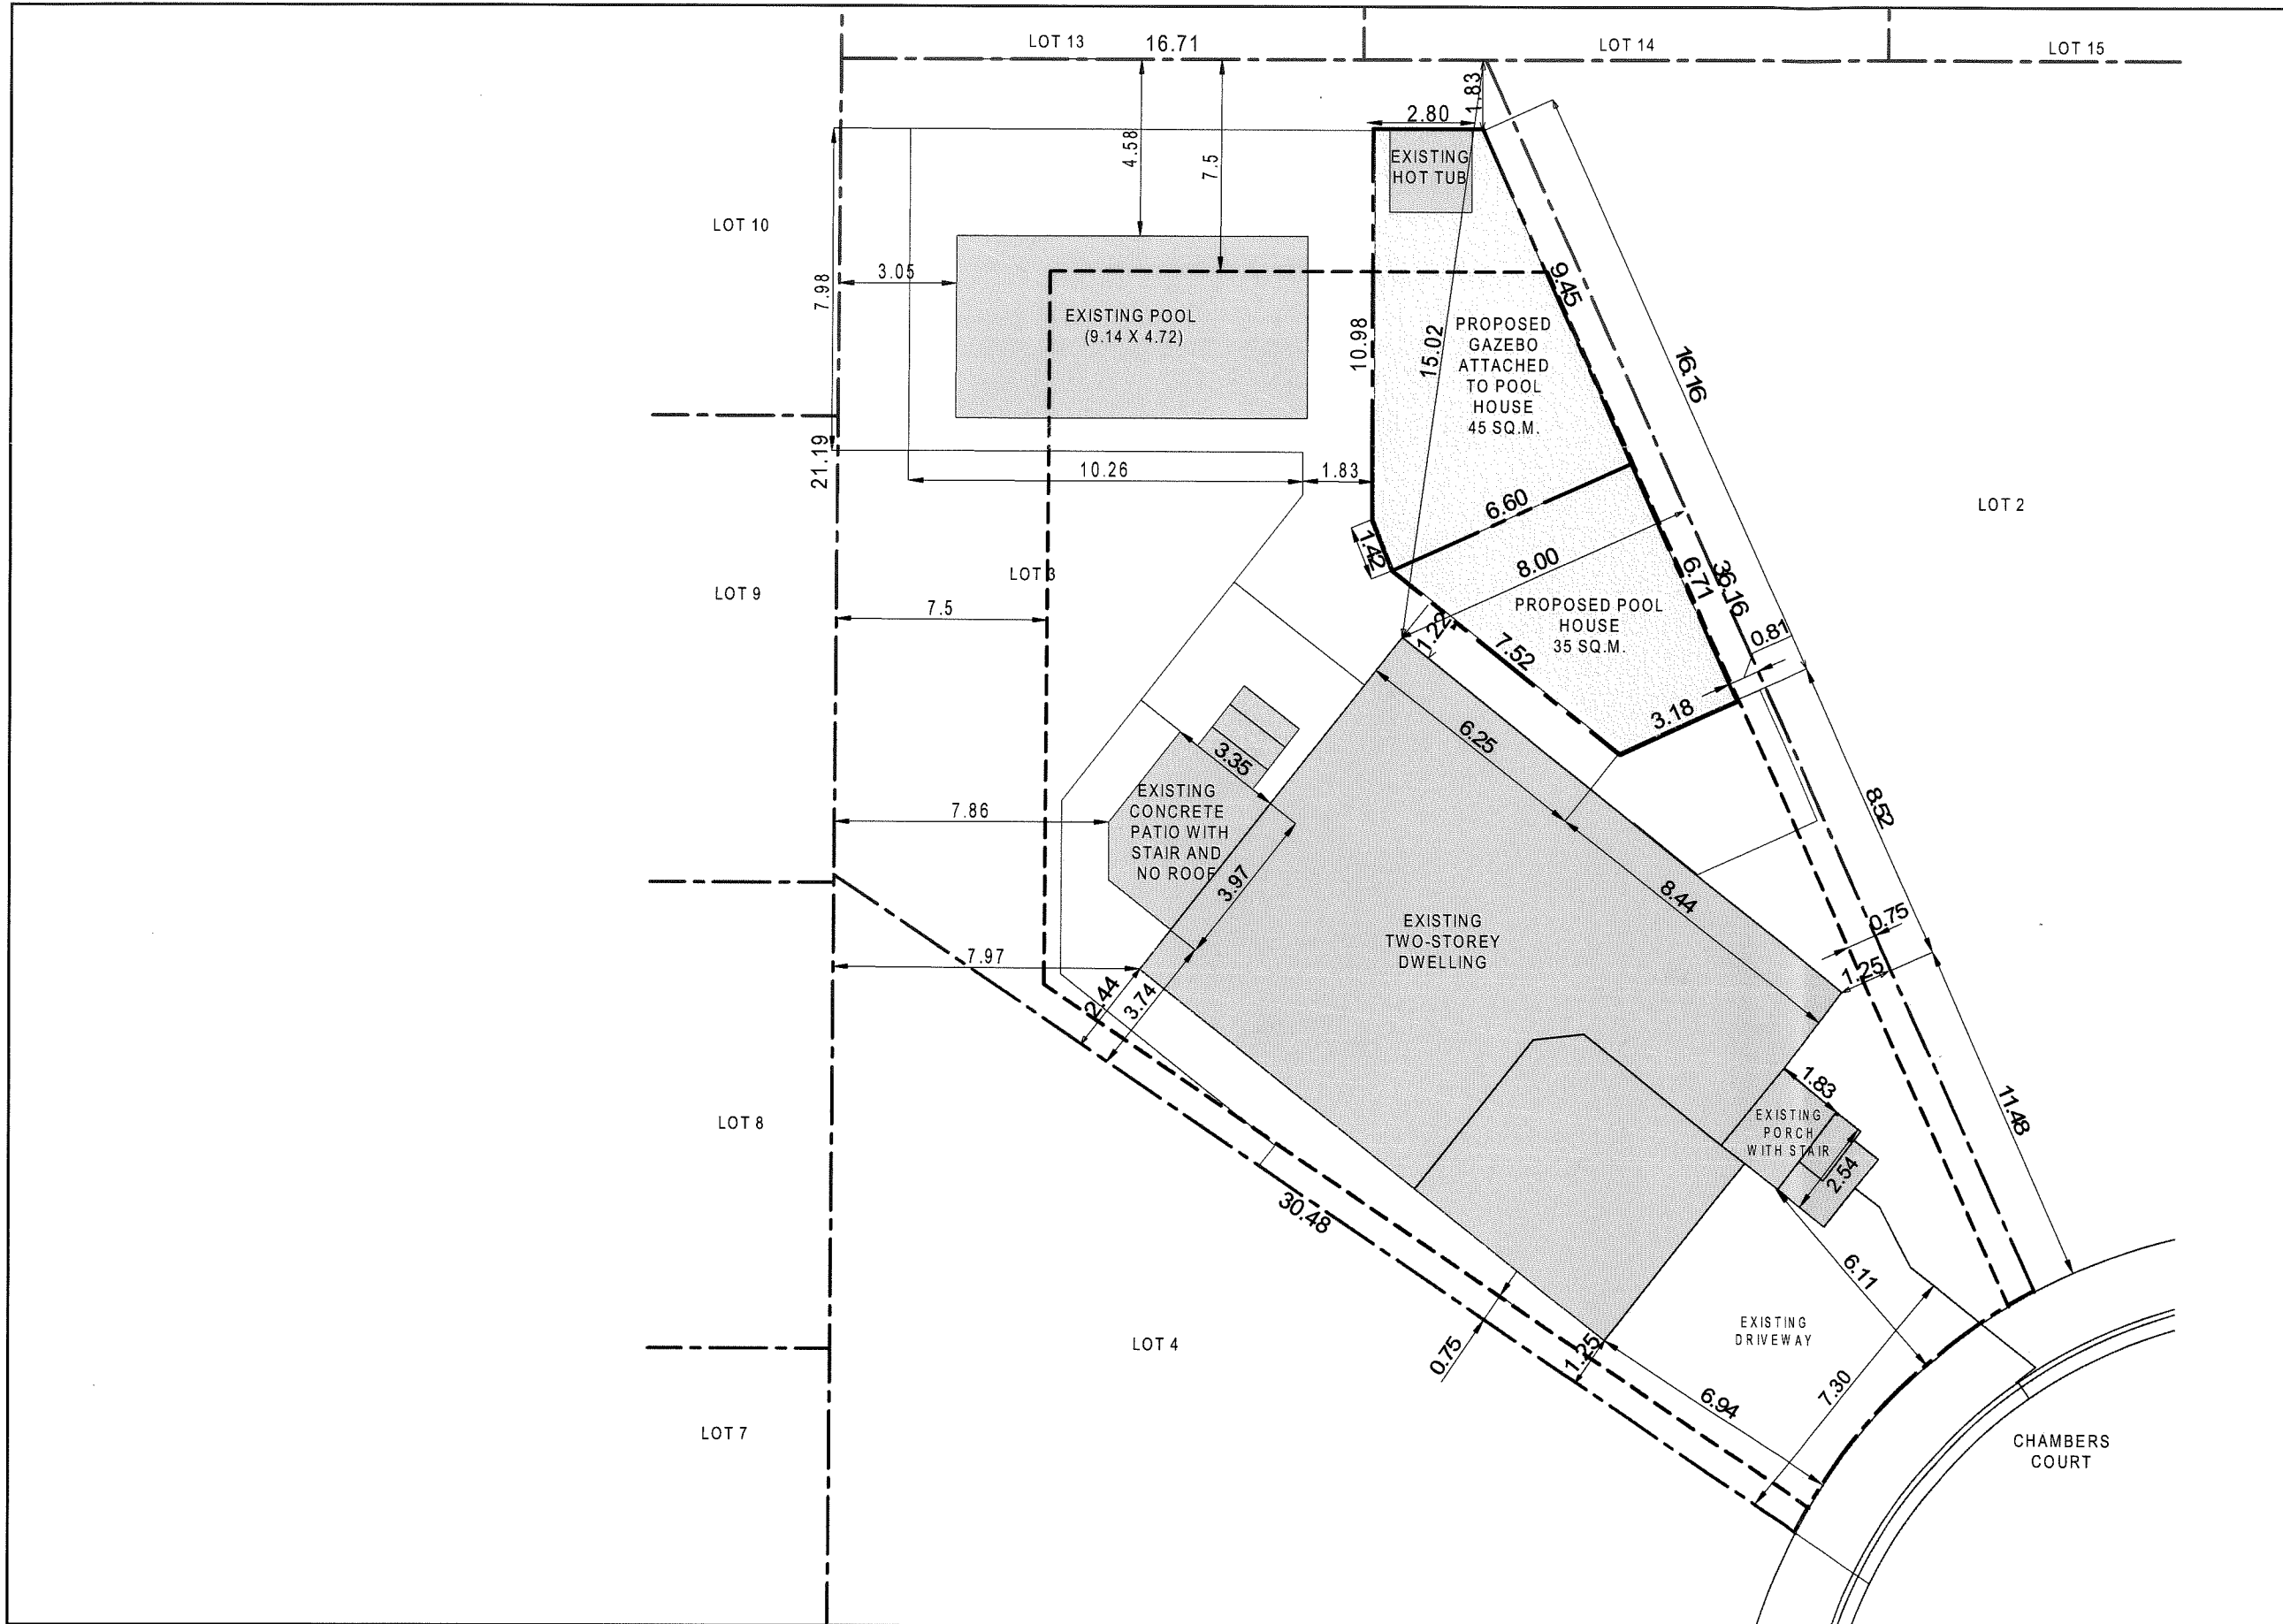 LOT 13
16.71
LOT 14
LOT 15
1.83
2.80
4.58
7.5
EXISTING
HOT TUB
LOT 10
3.05
7.98
9.45
EXISTING POOL
(9.14 X 4.72)
10.98
15.02
PROPOSED
GAZEBO
ATTACHED
TO POOL
HOUSE
45 SQ.M.
16.16
21.19
10.26
1.83
6.60
LOT 2
1.42
8.00
LOT 3
LOT 9
7.5
6.71
36.16
PROPOSED POOL
HOUSE
35 SQ.M.
0.81
1.22
7.52
3.18
6.25
3.35
EXISTING
CONCRETE
PATIO WITH
STAIR AND
NO ROOF
7.86
8.52
3.97
8.44
EXISTING
TWO-STOREY
DWELLING
0.75
7.97
1.25
2.44
3.74
1.83
11.48
LOT 8
EXISTING
PORCH
WITH STAIR
2.54
30.48
6.11
EXISTING
DRIVEWAY
LOT 4
0.75
1.25
7.30
6.94
LOT 7
CHAMBERS
COURT